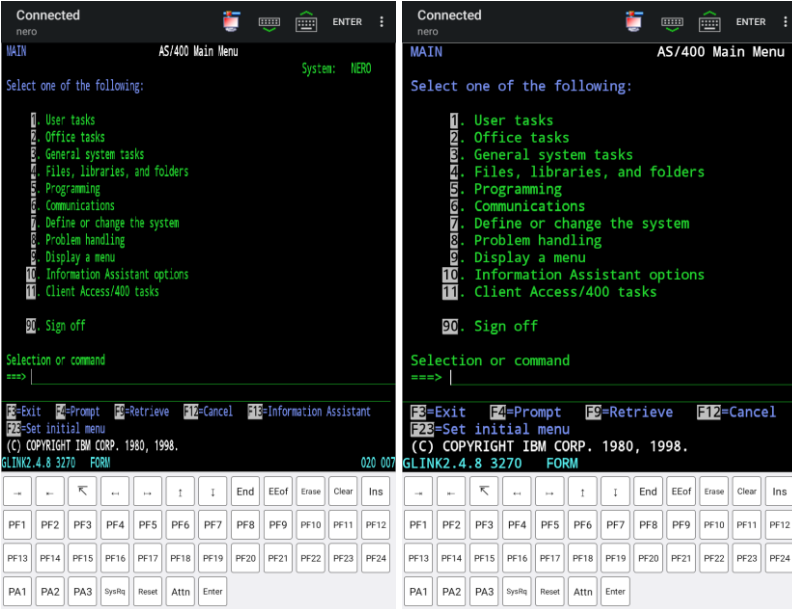 Connected
nero
ENTER
MAIN AS/400 Main Menu
System: NERO
Select one of the following:
1. User tasks
2. Office tasks
3. General system tasks
4. Files, libraries, and folders
5. Programming
6. Communications
7. Define or change the system
8. Problem handling
9. Display a menu
10. Information Assistant options
11. Client Access/400 tasks
90. Sign off
Selection or command
===>
F3=Exit F4=Prompt F9=Retrieve F12=Cancel F13=Information Assistant
F23=Set initial menu
(C) COPYRIGHT IBM CORP. 1980, 1998.
GLINK2.4.8 3270 FORM 020 007
⇥ ⇤ ↸ ↤ ↦ ↥ ↧ End EEof Erase Clear Ins
PF1 PF2 PF3 PF4 PF5 PF6 PF7 PF8 PF9 PF10 PF11 PF12
PF13 PF14 PF15 PF16 PF17 PF18 PF19 PF20 PF21 PF22 PF23 PF24
PA1 PA2 PA3 SysRq Reset Attn Enter
Connected
nero
ENTER
MAIN AS/400 Main Menu
Select one of the following:
1. User tasks
2. Office tasks
3. General system tasks
4. Files, libraries, and folders
5. Programming
6. Communications
7. Define or change the system
8. Problem handling
9. Display a menu
10. Information Assistant options
11. Client Access/400 tasks
90. Sign off
Selection or command
===>
F3=Exit F4=Prompt F9=Retrieve F12=Cancel
F23=Set initial menu
(C) COPYRIGHT IBM CORP. 1980, 1998.
GLINK2.4.8 3270 FORM
⇥ ⇤ ↸ ↤ ↦ ↥ ↧ End EEof Erase Clear Ins
PF1 PF2 PF3 PF4 PF5 PF6 PF7 PF8 PF9 PF10 PF11 PF12
PF13 PF14 PF15 PF16 PF17 PF18 PF19 PF20 PF21 PF22 PF23 PF24
PA1 PA2 PA3 SysRq Reset Attn Enter